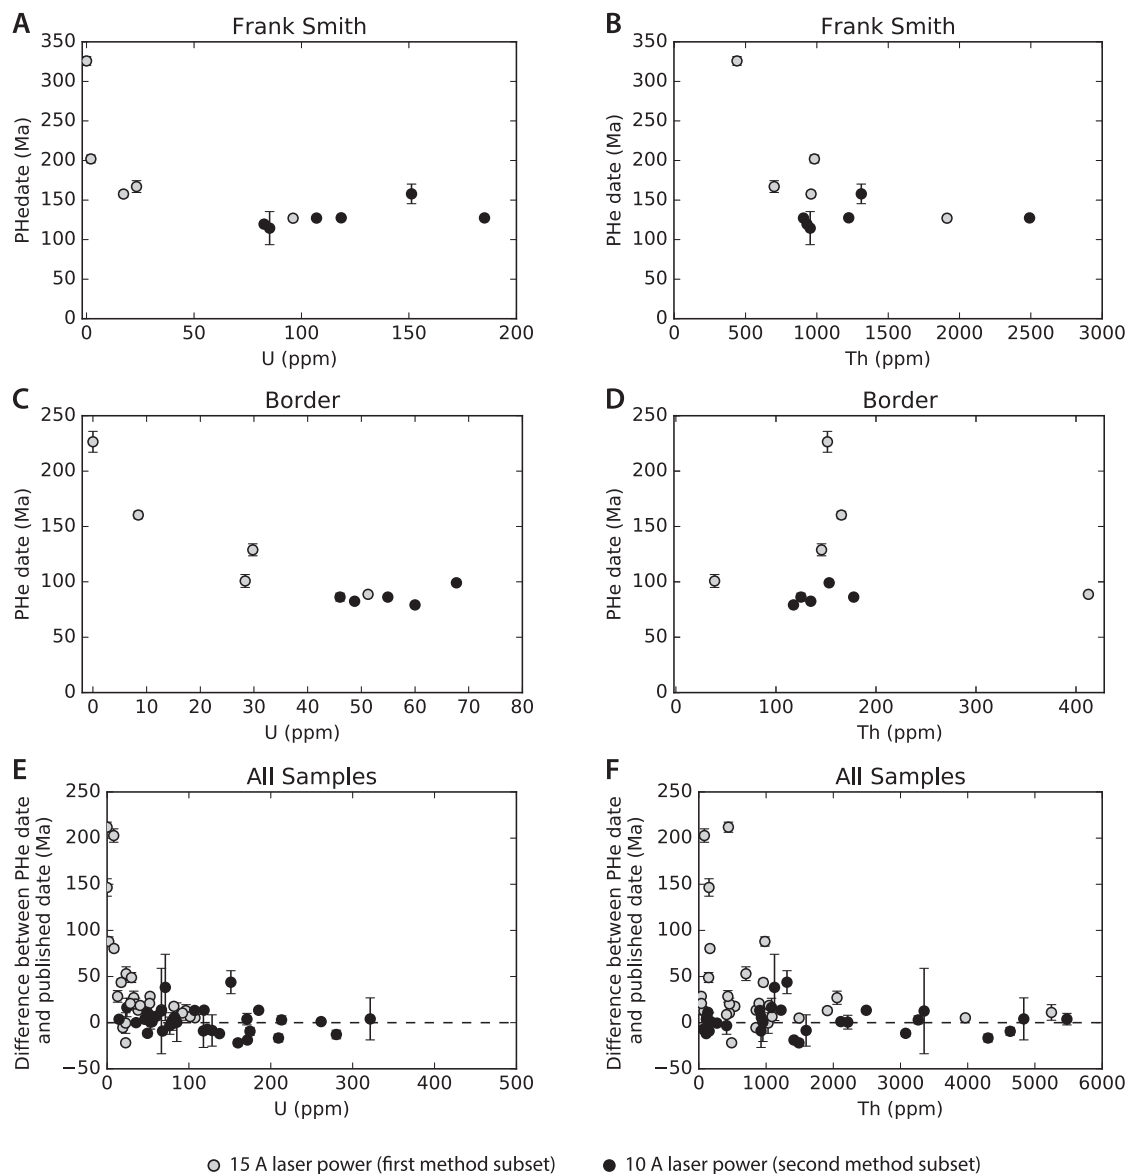 A
Frank Smith
350
300
250
200
150
100
50
0
0
50
100
150
200
PHedate (Ma)
U (ppm)
B
Frank Smith
350
300
250
200
150
100
50
0
0
500
1000
1500
2000
2500
3000
PHe date (Ma)
Th (ppm)
C
Border
250
200
150
100
50
0
0
10
20
30
40
50
60
70
80
PHe date (Ma)
U (ppm)
D
Border
250
200
150
100
50
0
0
100
200
300
400
PHe date (Ma)
Th (ppm)
E
All Samples
250
200
150
100
50
0
−50
0
100
200
300
400
500
Difference between PHe date
and published date (Ma)
U (ppm)
F
All Samples
250
200
150
100
50
0
−50
0
1000
2000
3000
4000
5000
6000
Difference between PHe date
and published date (Ma)
Th (ppm)
15 A laser power (first method subset)
10 A laser power (second method subset)